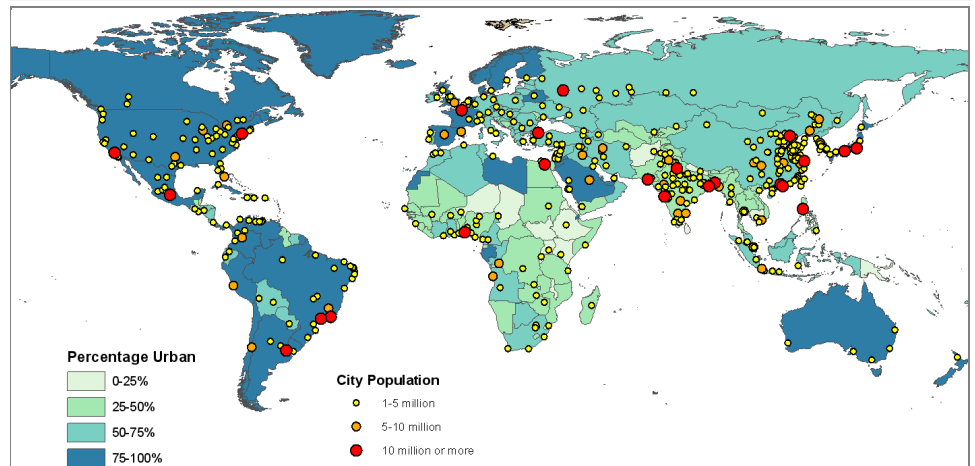 Percentage Urban
0-25%
25-50%
50-75%
75-100%
City Population
1-5 million
5-10 million
10 million or more